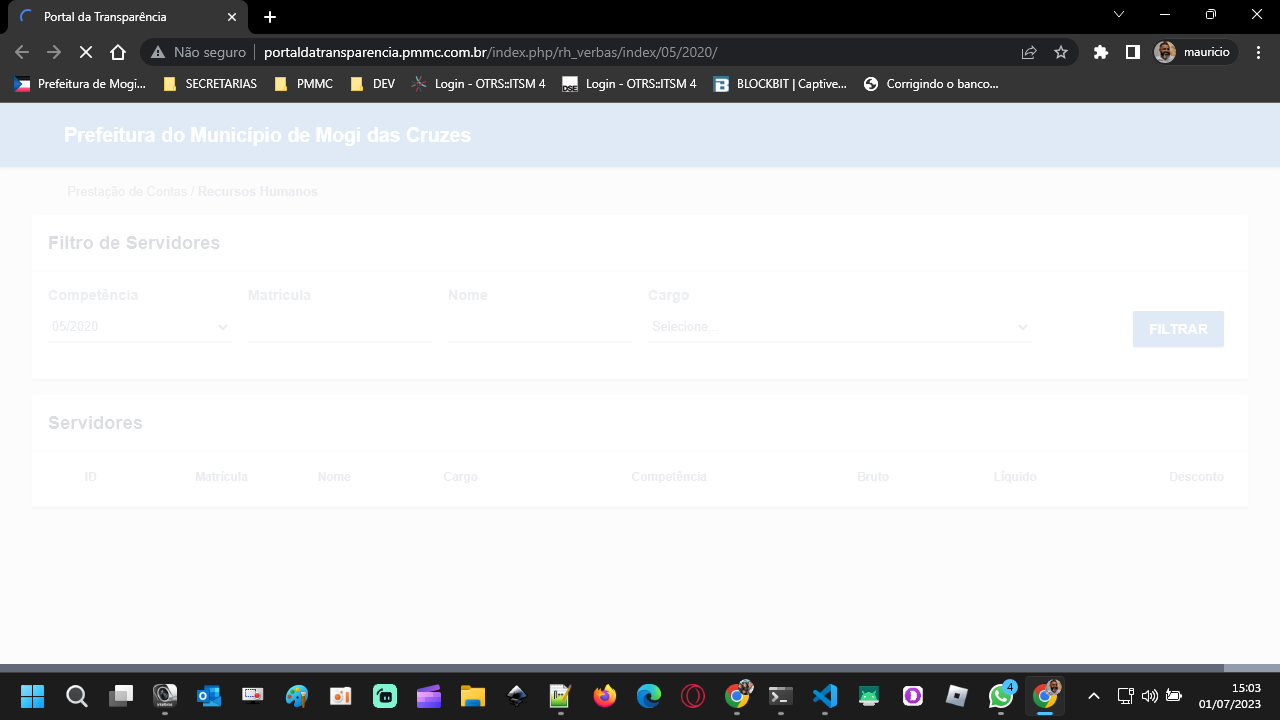 Portal da Transparência
Não seguro portaldatransparencia.pmmc.com.br/index.php/rh_verbas/index/05/2020/ mauricio
Prefeitura de Mogi... SECRETARIAS PMMC DEV Login - OTRS::ITSM 4 DSE Login - OTRS::ITSM 4 BLOCKBIT | Captive... Corrigindo o banco...
Prefeitura do Município de Mogi das Cruzes
Prestação de Contas / Recursos Humanos
Filtro de Servidores
Competência Matrícula Nome Cargo
05/2020 Selecione... FILTRAR
Servidores
ID Matrícula Nome Cargo Competência Bruto Líquido Desconto
4 15:03
01/07/2023